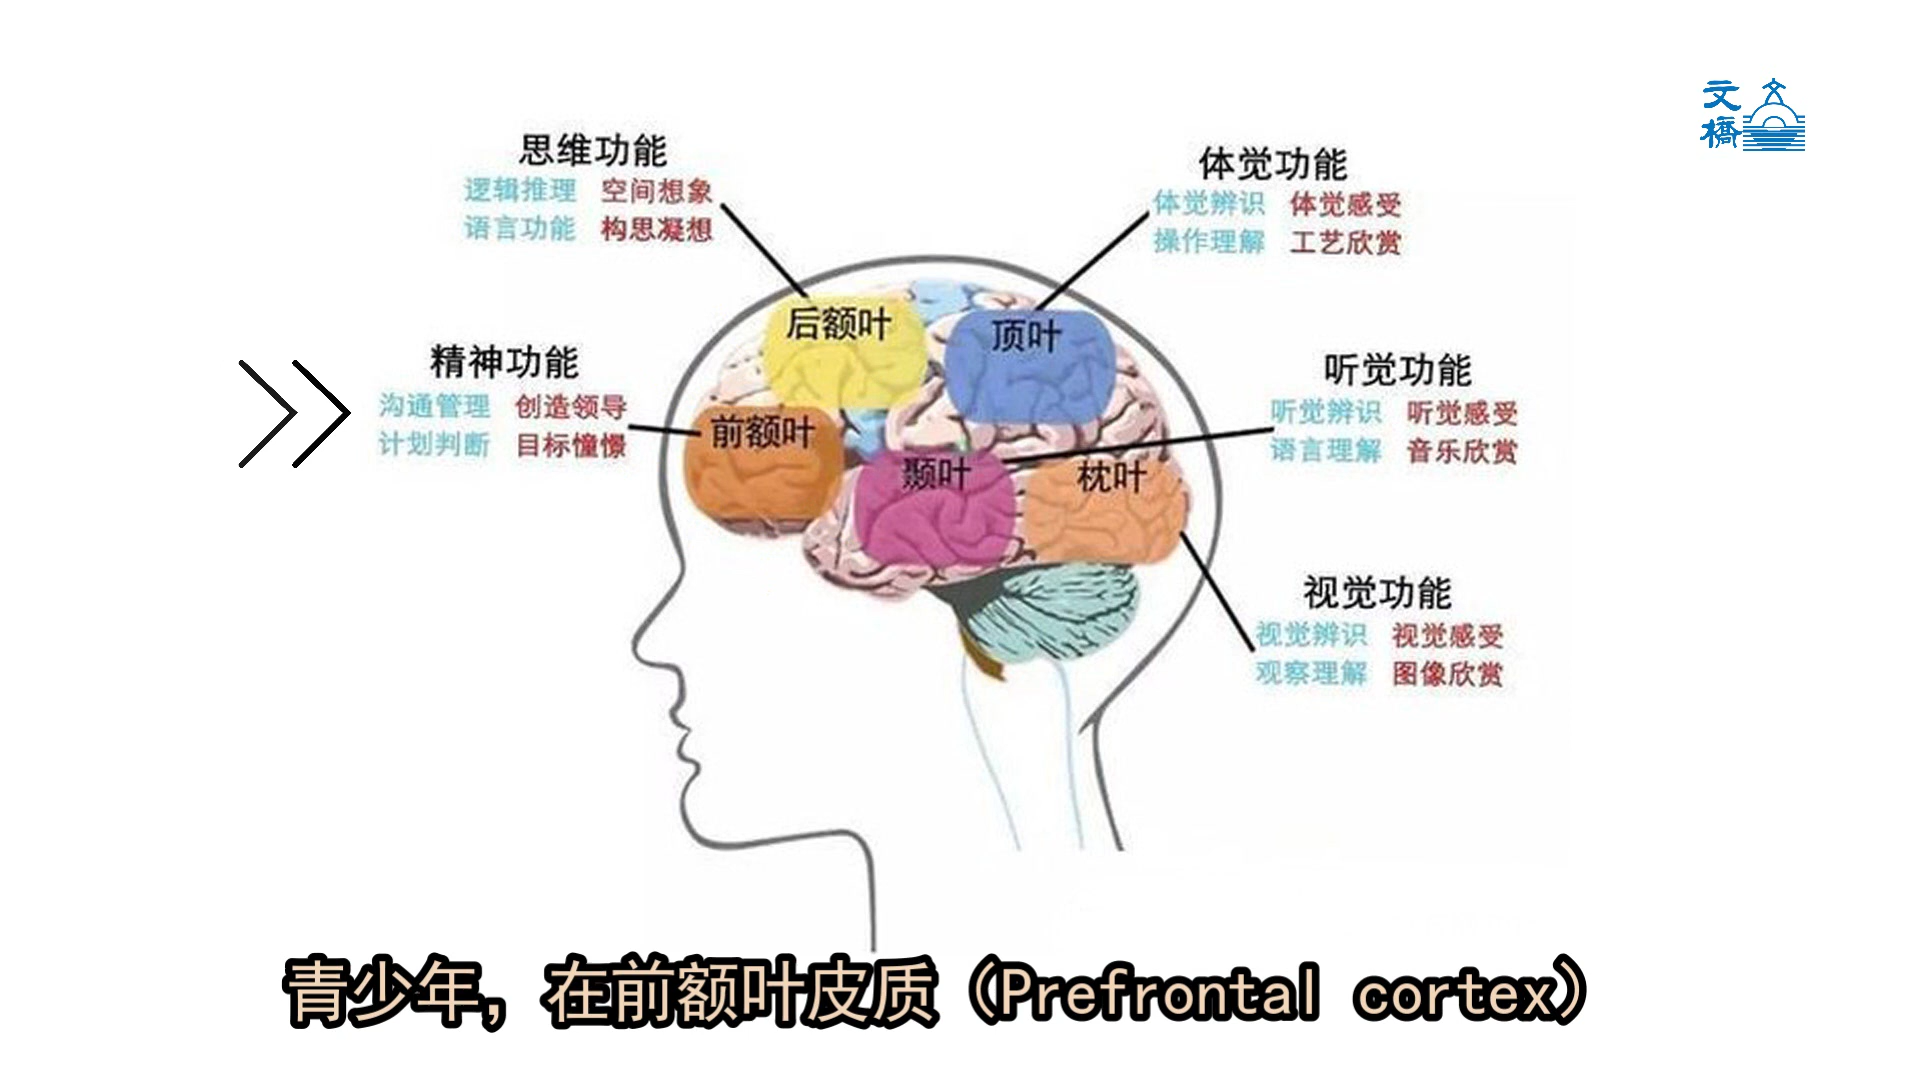 文橋
思维功能
逻辑推理 空间想象
语言功能 构思凝想
体觉功能
体觉辨识 体觉感受
操作理解 工艺欣赏
后额叶
顶叶
精神功能
沟通管理 创造领导
计划判断 目标憧憬
听觉功能
听觉辨识 听觉感受
语言理解 音乐欣赏
前额叶
颞叶
枕叶
视觉功能
视觉辨识 视觉感受
观察理解 图像欣赏
青少年，在前额叶皮质（Prefrontal cortex）